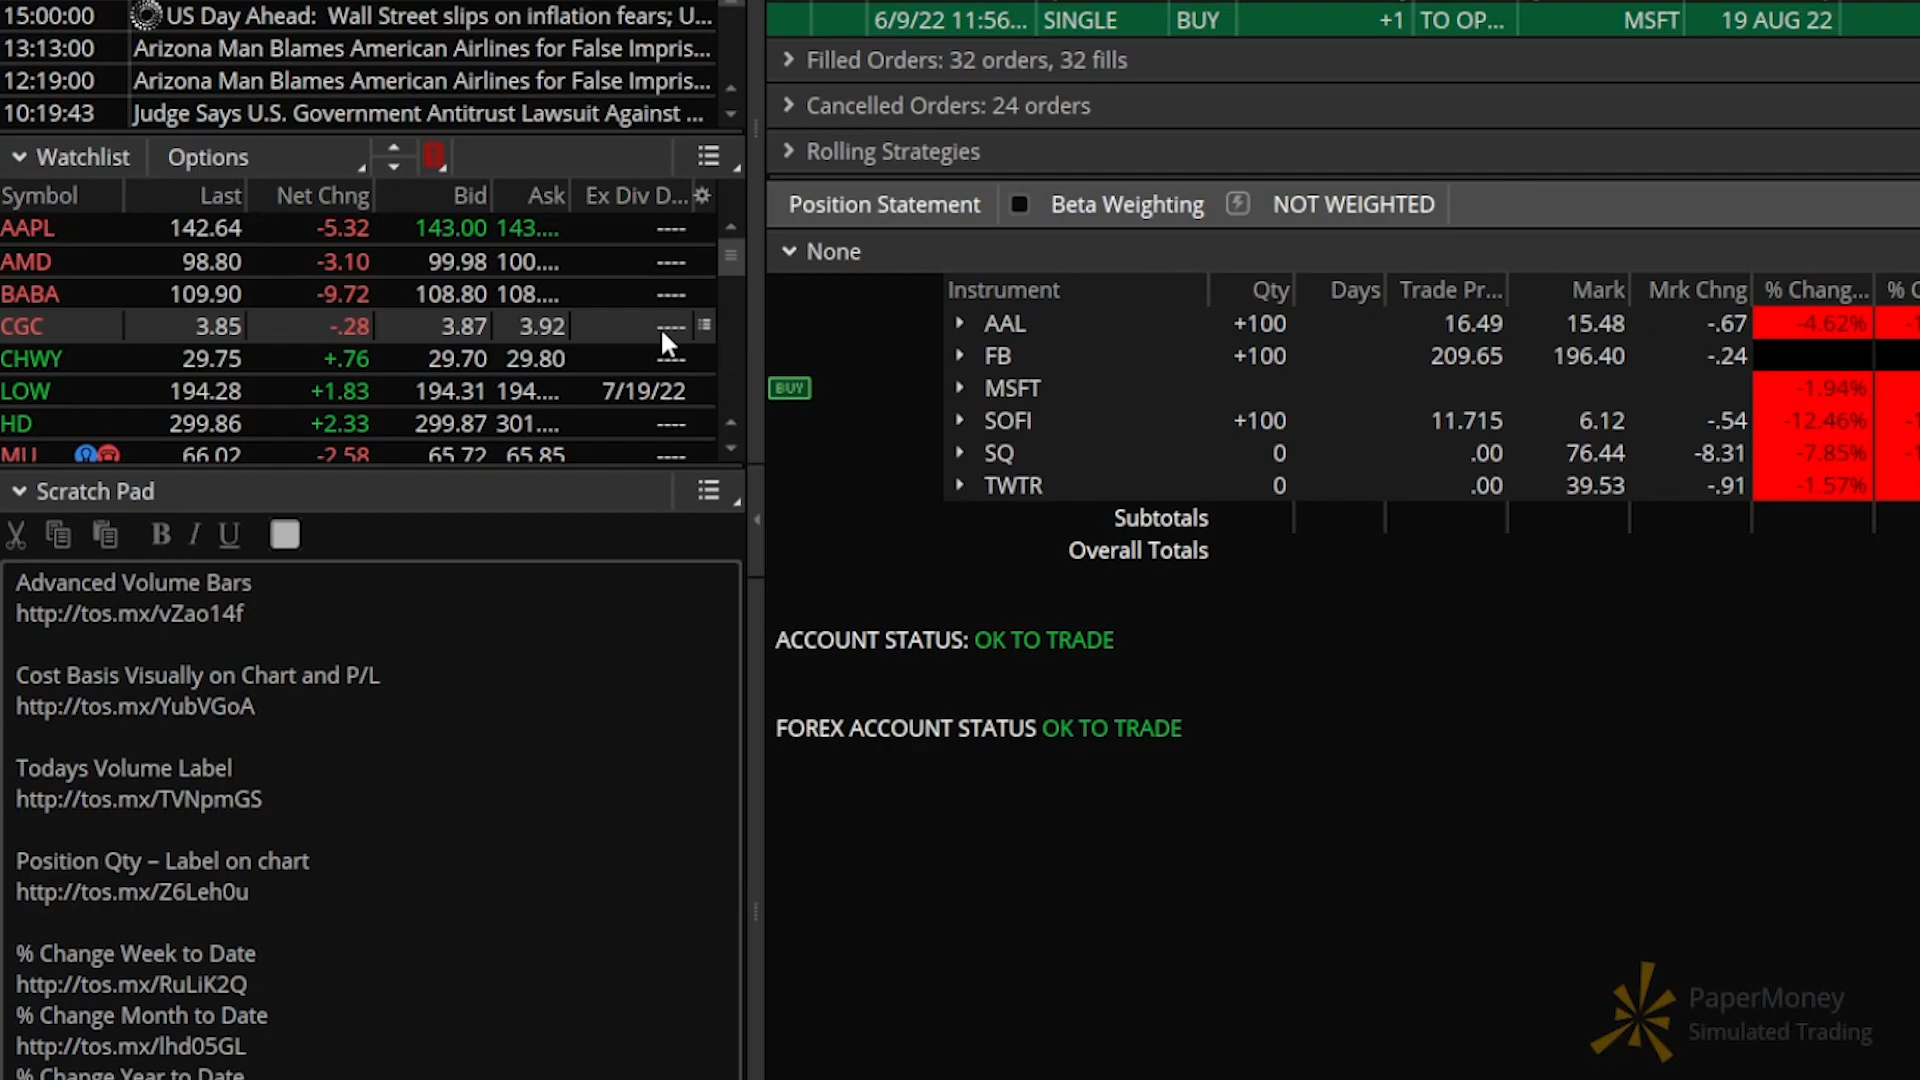 15:00:00 US Day Ahead: Wall Street slips on inflation fears; U...
13:13:00 Arizona Man Blames American Airlines for False Impris...
12:19:00 Arizona Man Blames American Airlines for False Impris...
10:19:43 Judge Says U.S. Government Antitrust Lawsuit Against ...
Watchlist Options
Symbol Last Net Chng Bid Ask Ex Div D...
AAPL 142.64 -5.32 143.00 143.... ----
AMD 98.80 -3.10 99.98 100.... ----
BABA 109.90 -9.72 108.80 108.... ----
CGC 3.85 -.28 3.87 3.92 ----
CHWY 29.75 +.76 29.70 29.80 ----
LOW 194.28 +1.83 194.31 194.... 7/19/22
HD 299.86 +2.33 299.87 301.... ----
MU 66.02 -2.58 65.72 65.85 ----
Scratch Pad
B I U
Advanced Volume Bars
http://tos.mx/vZao14f
Cost Basis Visually on Chart and P/L
http://tos.mx/YubVGoA
Todays Volume Label
http://tos.mx/TVNpmGS
Position Qty – Label on chart
http://tos.mx/Z6Leh0u
% Change Week to Date
http://tos.mx/RuLiK2Q
% Change Month to Date
http://tos.mx/lhd05GL
% Change Year to Date
6/9/22 11:56... SINGLE BUY +1 TO OP... MSFT 19 AUG 22
Filled Orders: 32 orders, 32 fills
Cancelled Orders: 24 orders
Rolling Strategies
Position Statement Beta Weighting NOT WEIGHTED
None
Instrument Qty Days Trade Pr... Mark Mrk Chng % Chang... % C
AAL +100 16.49 15.48 -.67 -4.62%
FB +100 209.65 196.40 -.24
BUY MSFT -1.94%
SOFI +100 11.715 6.12 -.54 -12.46%
SQ 0 .00 76.44 -8.31 -7.85%
TWTR 0 .00 39.53 -.91 -1.57%
Subtotals
Overall Totals
ACCOUNT STATUS: OK TO TRADE
FOREX ACCOUNT STATUS OK TO TRADE
PaperMoney
Simulated Trading